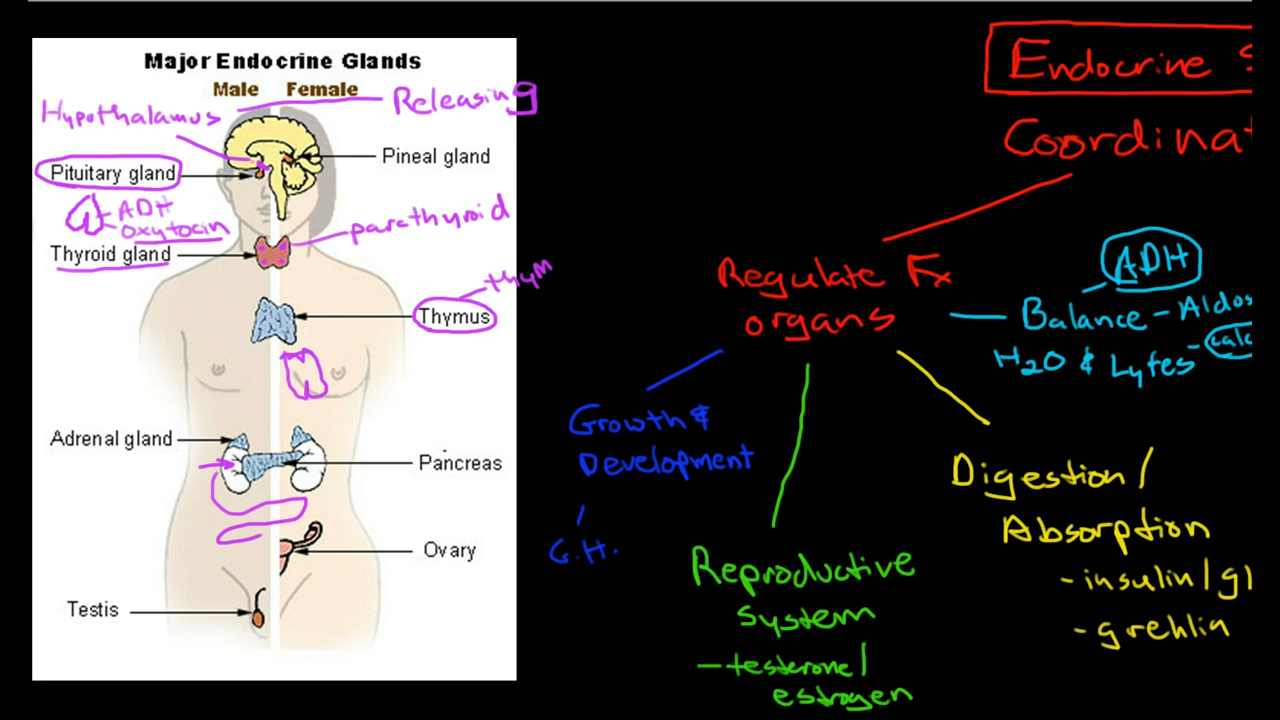 Major Endocrine Glands
Male Female
Hypothalamus
Releasing
Pineal gland
Pituitary gland
ADH
oxytocin
parathyroid
Thyroid gland
thym
Thymus
Adrenal gland
Pancreas
Ovary
Testis
Endocrine S
Coordinat
Regulate Fx
organs
ADH
Balance - Aldos
H2O & Lytes - calc
Growth &
Development
G.H.
Reproductive
system
- testerone/
estrogen
Digestion/
Absorption
- insulin/gl
- grehlin